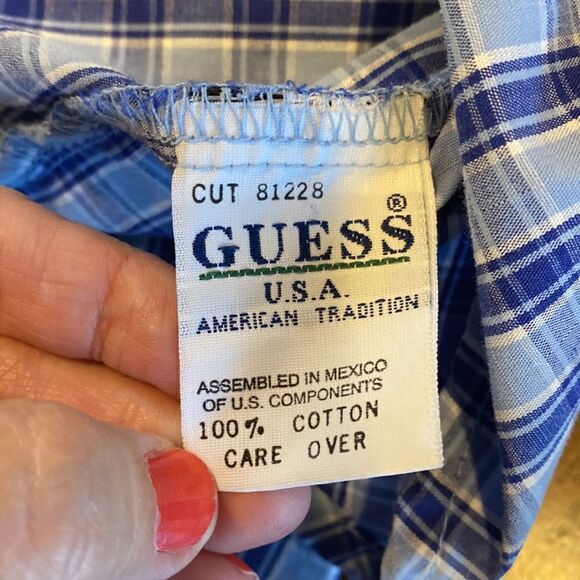 CUT 81228
GUESS®
U.S.A.
AMERICAN TRADITION
ASSEMBLED IN MEXICO
OF U.S. COMPONENTS
100% COTTON
CARE OVER